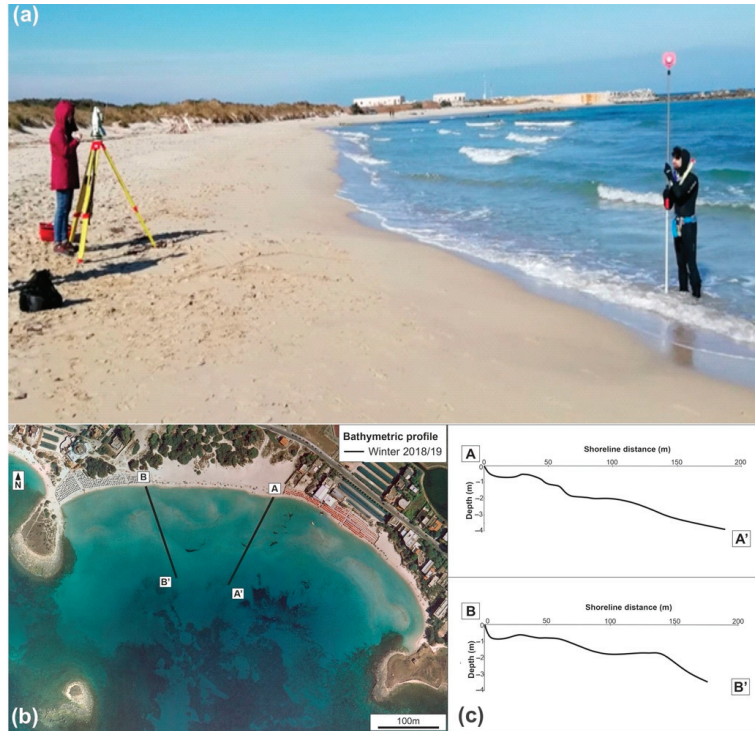 (a)
Bathymetric profile
Winter 2018/19
N
B
A
B'
A'
100m
(b)
A
Shoreline distance (m)
0 50 100 150 200
Depth (m)
0
-1
-2
-3
-4
A'
B
Shoreline distance (m)
0 50 100 150 200
Depth (m)
0
-1
-2
-3
-4
B'
(c)